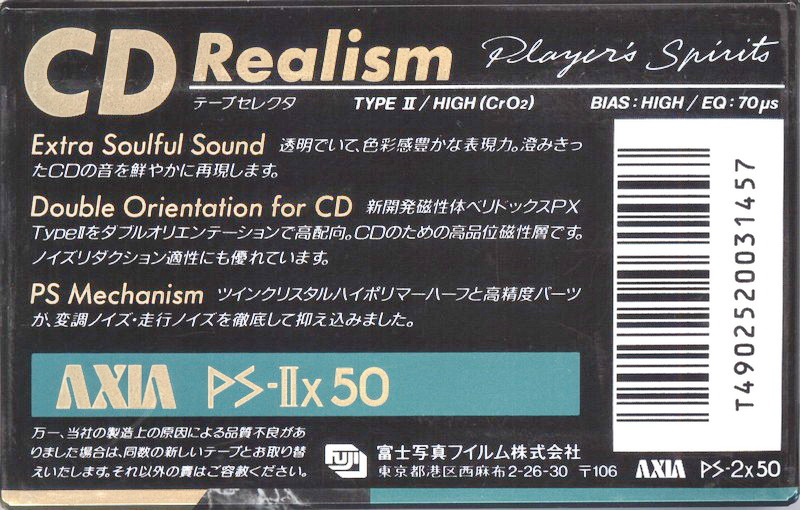 CD Realism Player's Spirits
テープセレクタ TYPE II/HIGH (CrO2) BIAS:HIGH/EQ:70μs
Extra Soulful Sound 透明でいて、色彩感豊かな表現力。澄みきっ
たCDの音を鮮やかに再現します。
Double Orientation for CD 新開発磁性体ベリドックスPX
TypeIIをダブルオリエンテーションで高配向。CDのための高品位磁性層です。
ノイズリダクション適性にも優れています。
PS Mechanism ツインクリスタルハイポリマーハーフと高精度パーツ
が、変調ノイズ・走行ノイズを徹底して抑え込みました。
T4902520031457
AXIA PS-IIx50
万一、当社の製造上の原因による品質不良があ
りました場合は、同数の新しいテープとお取り替
えいたします。それ以外の責はご容赦ください。
FUJI 富士写真フイルム株式会社
東京都港区西麻布2-26-30 〒106 AXIA PS-2x50